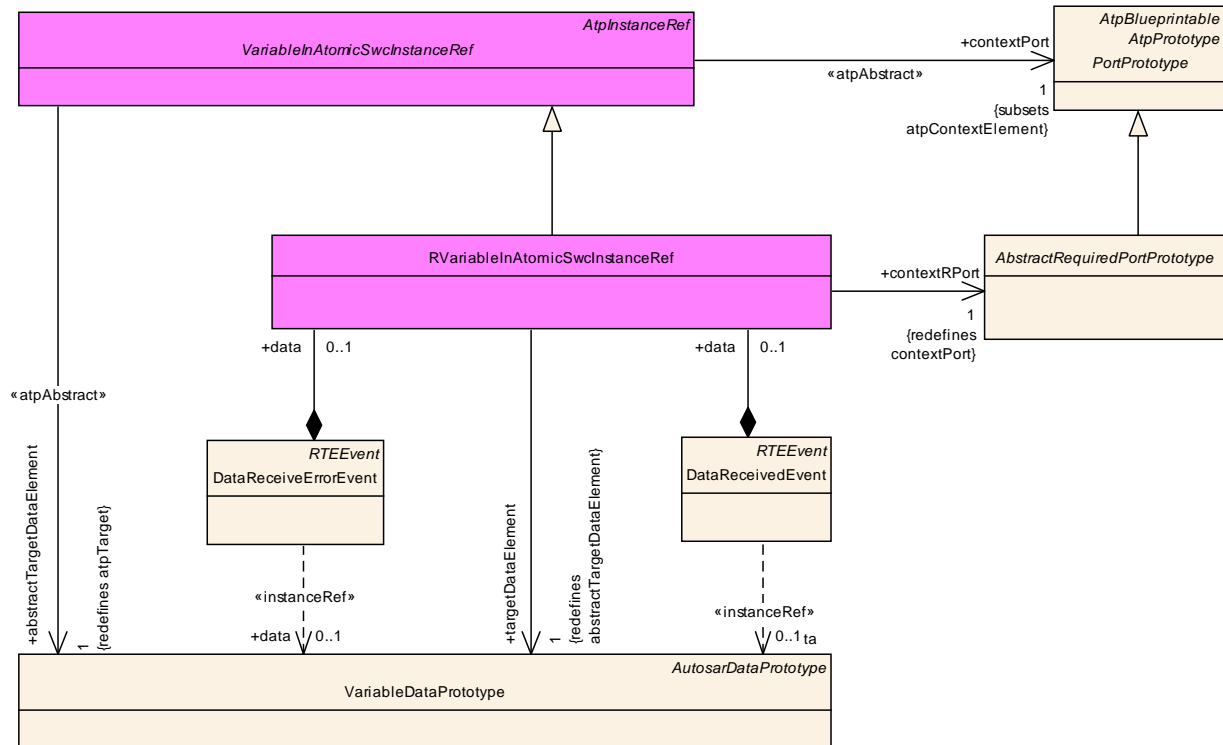 AtpInstanceRef
VariableInAtomicSwcInstanceRef
AtpBlueprintable
AtpPrototype
PortPrototype
+contextPort
«atpAbstract»
1
{subsets
atpContextElement}
RVariableInAtomicSwcInstanceRef
AbstractRequiredPortPrototype
+contextRPort
1
{redefines
contextPort}
+data 0..1
+data 0..1
«atpAbstract»
RTEEvent
DataReceiveErrorEvent
RTEEvent
DataReceivedEvent
+abstractTargetDataElement
1
{redefines atpTarget}
+targetDataElement
1
{redefines
abstractTargetDataElement}
«instanceRef»
+data 0..1
«instanceRef»
0..1 ta
AutosarDataPrototype
VariableDataPrototype